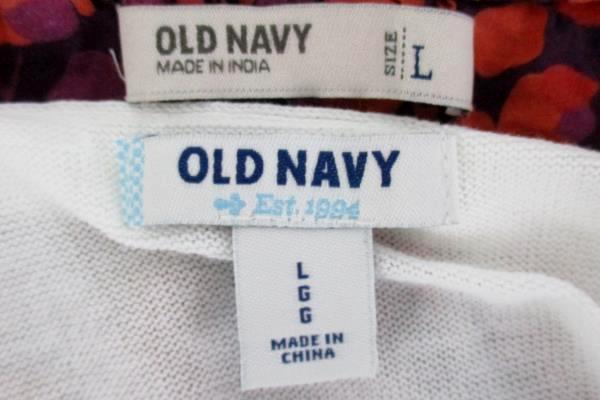 OLD NAVY
MADE IN INDIA
SIZE
L
OLD NAVY
Est. 1994
L
G
G
MADE IN
CHINA